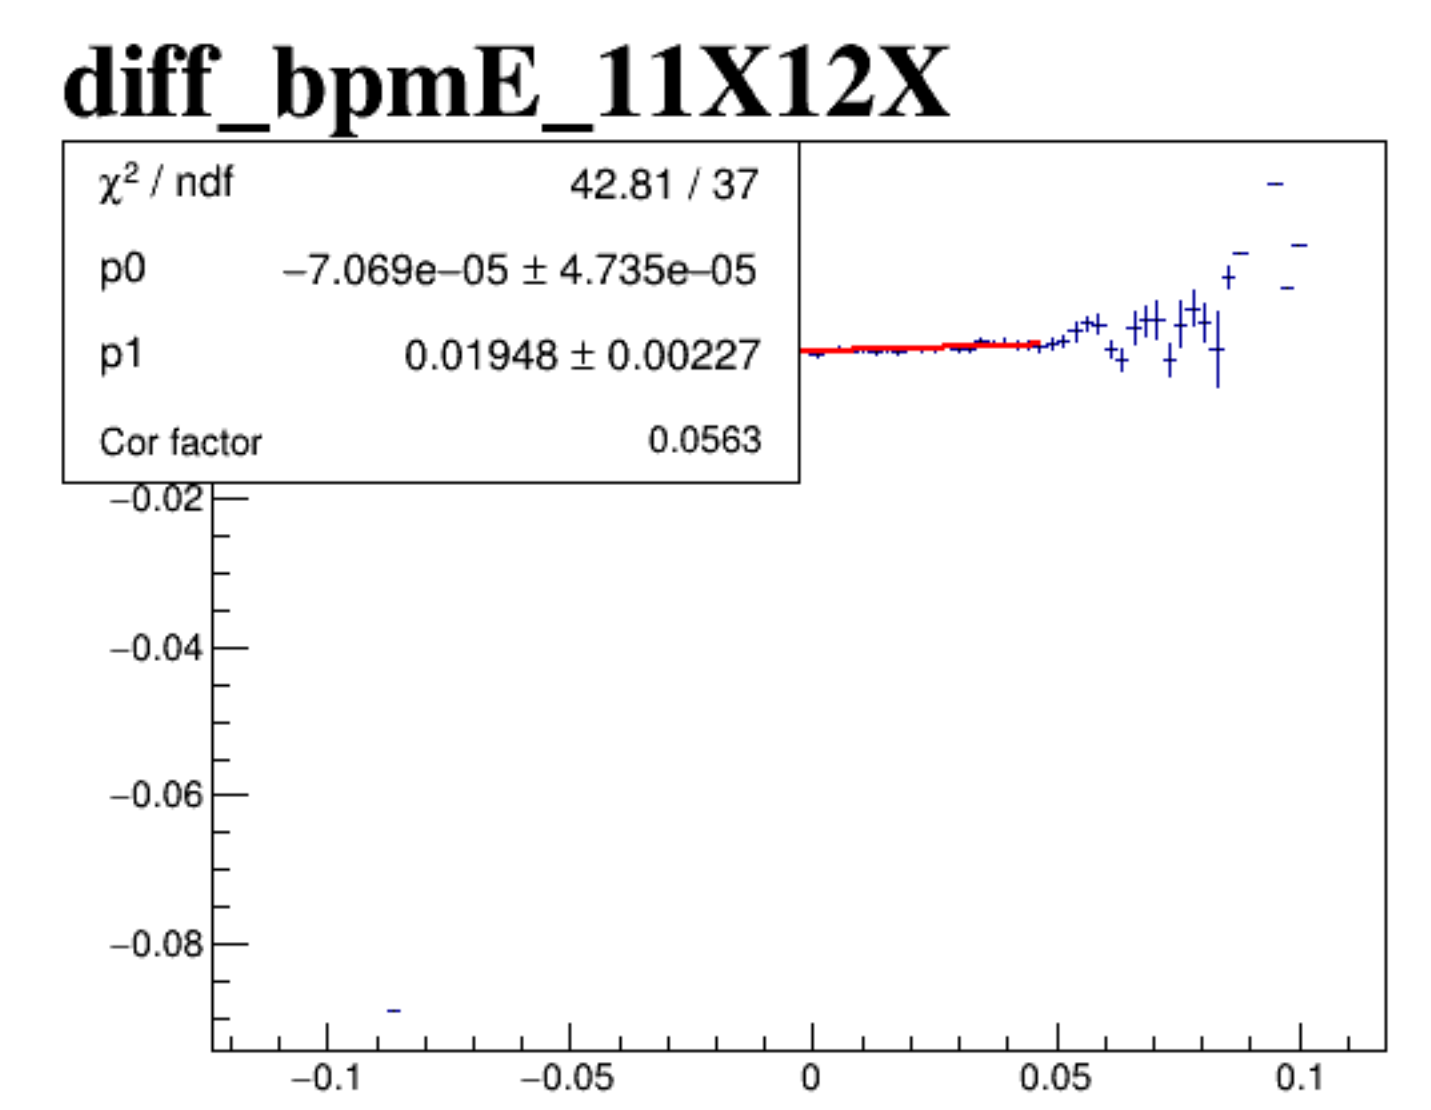 diff_bpmE_11X12X
χ² / ndf 42.81 / 37
p0 −7.069e−05 ± 4.735e−05
p1 0.01948 ± 0.00227
Cor factor 0.0563
−0.02
−0.04
−0.06
−0.08
−0.1 −0.05 0 0.05 0.1